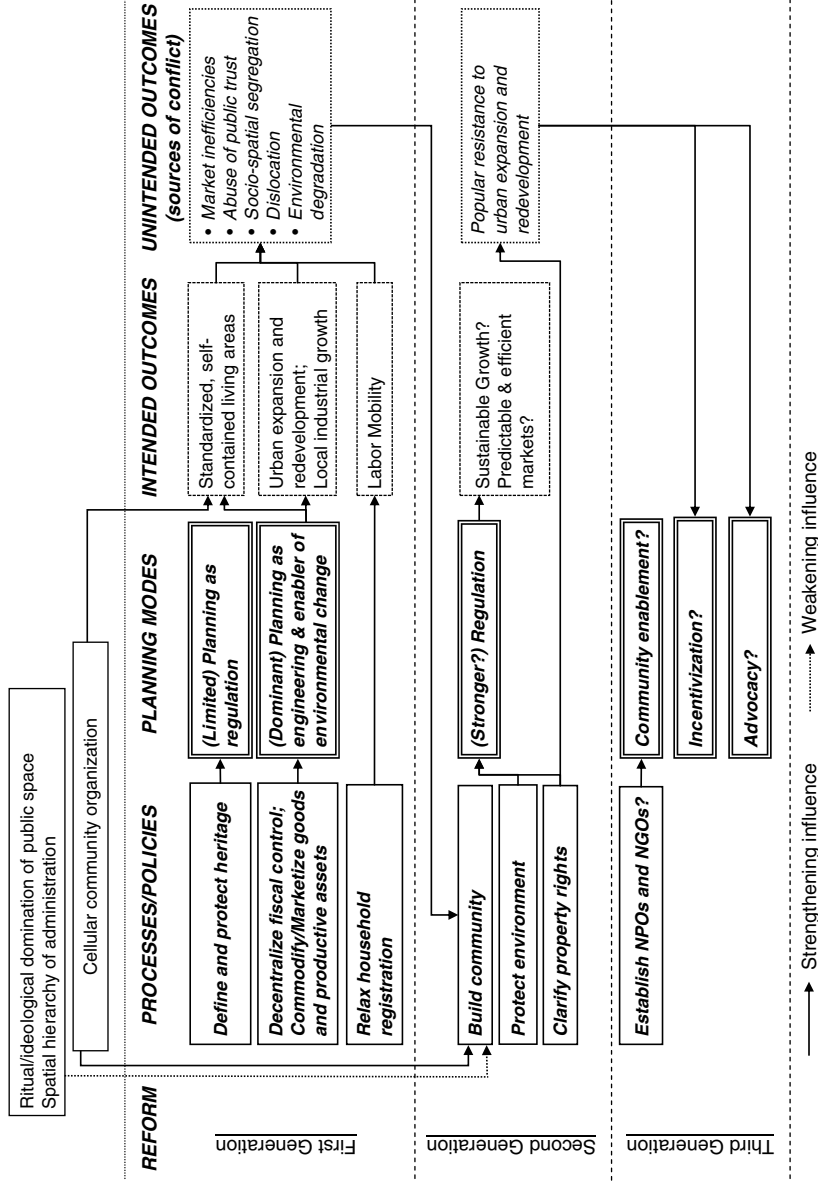 Ritual/ideological domination of public space
Spatial hierarchy of administration
Cellular community organization
REFORM
PROCESSES/POLICIES
PLANNING MODES
INTENDED OUTCOMES
UNINTENDED OUTCOMES
(sources of conflict)
First Generation
Define and protect heritage
(Limited) Planning as
regulation
Standardized, self-
contained living areas
• Market inefficiencies
• Abuse of public trust
• Socio-spatial segregation
• Dislocation
• Environmental
degradation
Decentralize fiscal control;
Commodify/Marketize goods
and productive assets
(Dominant) Planning as
engineering & enabler of
environmental change
Urban expansion and
redevelopment;
Local industrial growth
Relax household
registration
Labor Mobility
Second Generation
Build community
Protect environment
Clarify property rights
(Stronger?) Regulation
Sustainable Growth?
Predictable & efficient
markets?
Popular resistance to
urban expansion and
redevelopment
Third Generation
Establish NPOs and NGOs?
Community enablement?
Incentivization?
Advocacy?
Strengthening influence
Weakening influence